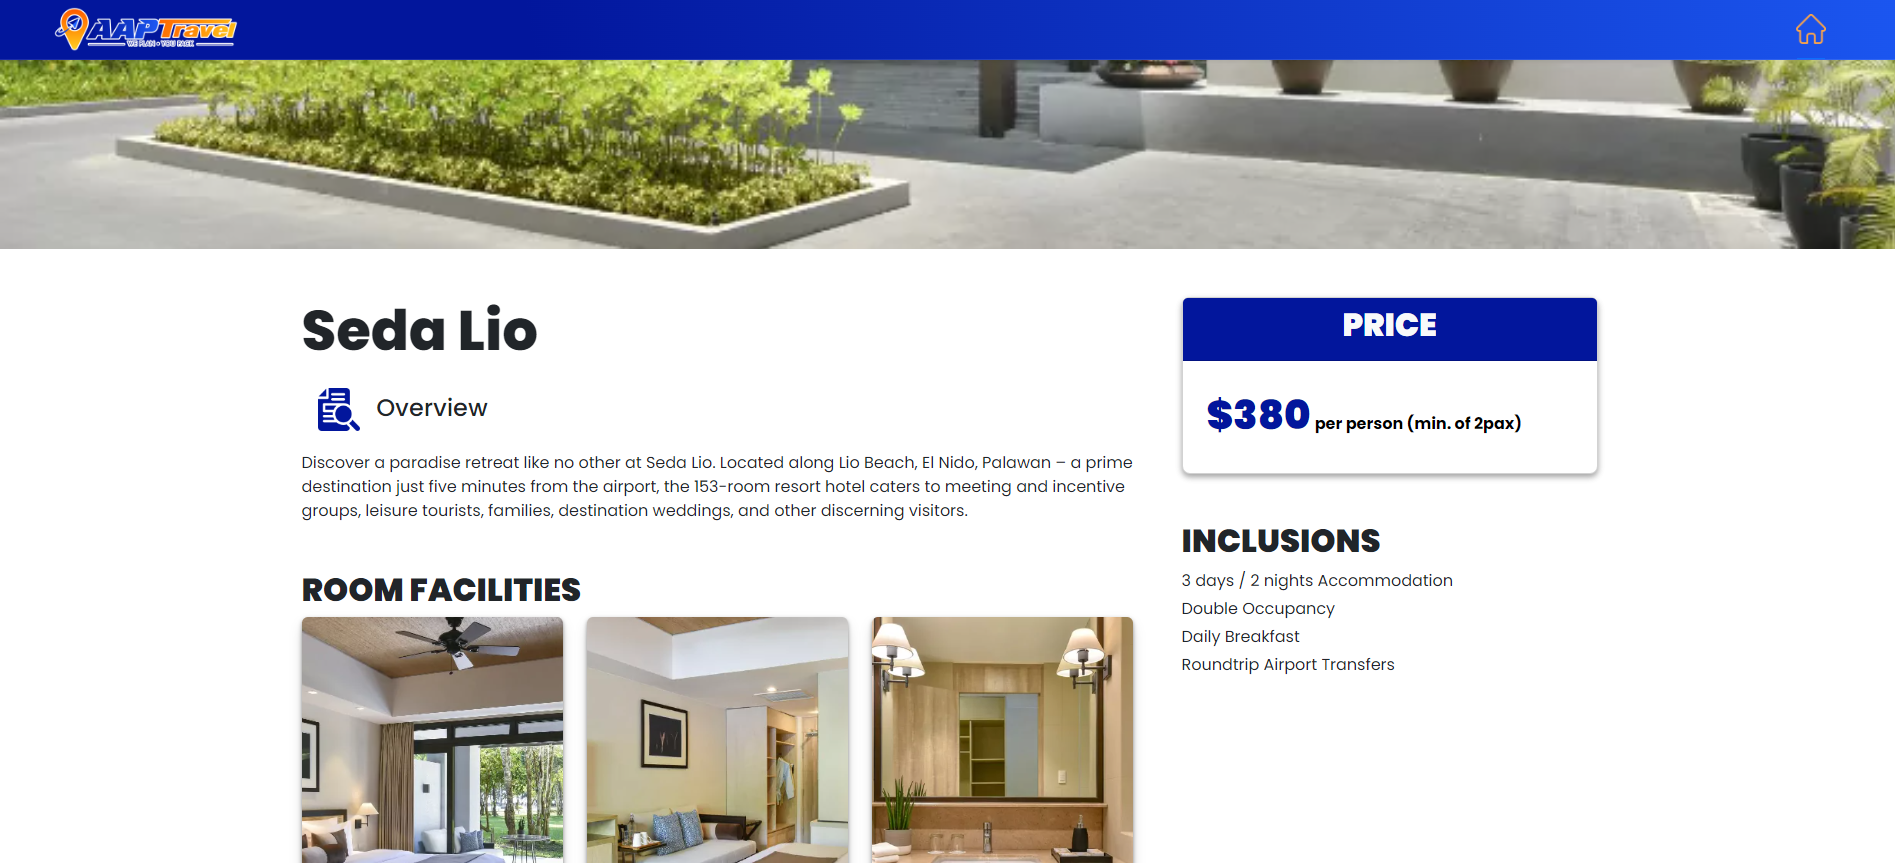 AAPTravel
WE PLAN • YOU PACK
Seda Lio
Overview
Discover a paradise retreat like no other at Seda Lio. Located along Lio Beach, El Nido, Palawan – a prime
destination just five minutes from the airport, the 153-room resort hotel caters to meeting and incentive
groups, leisure tourists, families, destination weddings, and other discerning visitors.
ROOM FACILITIES
PRICE
$380 per person (min. of 2pax)
INCLUSIONS
3 days / 2 nights Accommodation
Double Occupancy
Daily Breakfast
Roundtrip Airport Transfers